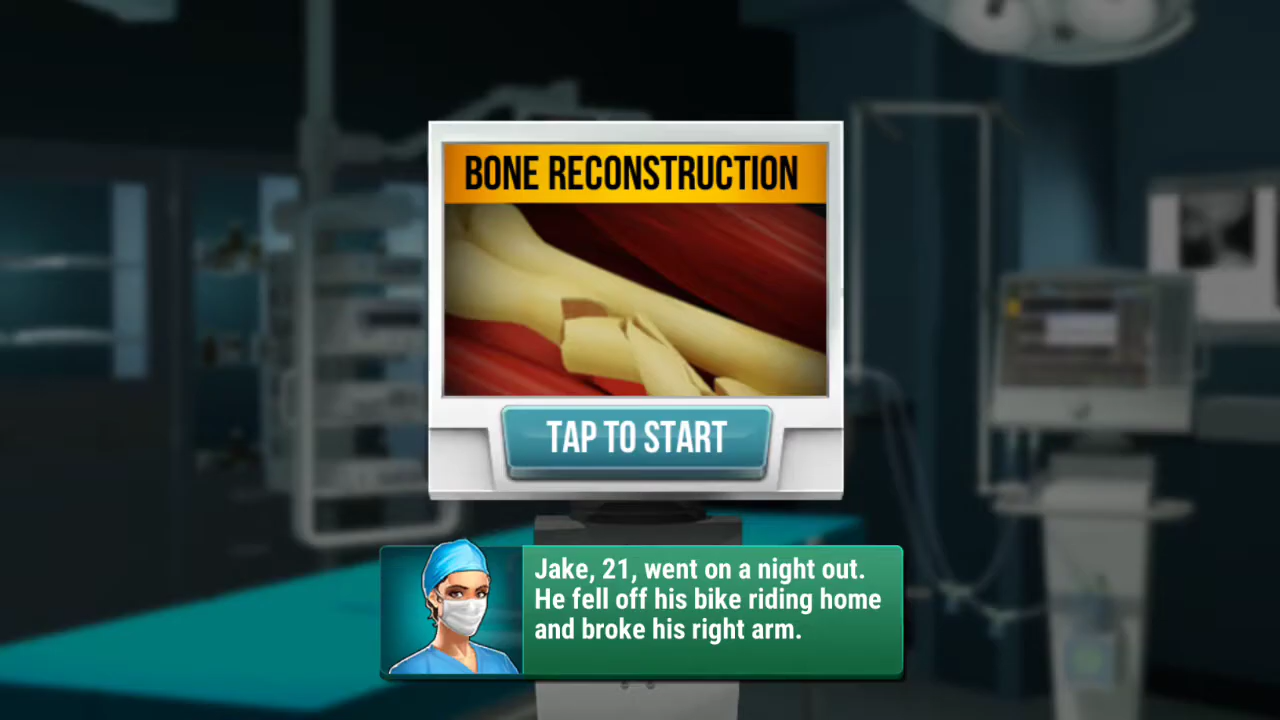 BONE RECONSTRUCTION
TAP TO START
Jake, 21, went on a night out.
He fell off his bike riding home
and broke his right arm.